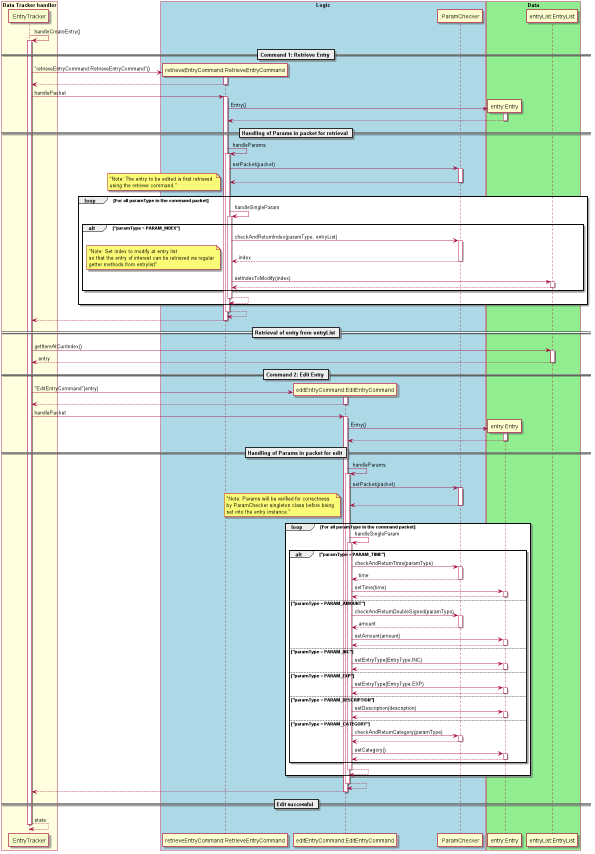 Data Tracker handler
Logic
Data
:EntryTracker
:ParamChecker
entryList:EntryList
handleCreateEntry()
Command 1: Retrieve Entry
"retrieveEntryCommand:RetrieveEntryCommand"()
retrieveEntryCommand:RetrieveEntryCommand
handlePacket
Entry()
entry:Entry
Handling of Params in packet for retrieval
handleParams
setPacket(packet)
"Note: The entry to be edited is first retrieved
using the retrieve command."
loop
[For all paramType in the command packet]
handleSingleParam
alt
["paramType = PARAM_INDEX"]
checkAndReturnIndex(paramType, entryList)
"Note: Set index to modify at entry list
so that the entry of interest can be retrieved via regular
getter methods from entrylist"
index
setIndexToModify(index)
Retrieval of entry from entryList
getItemAtCurrIndex()
entry
Command 2: Edit Entry
"EditEntryCommand"(entry)
editEntryCommand:EditEntryCommand
handlePacket
Entry()
entry:Entry
Handling of Params in packet for edit
handleParams
setPacket(packet)
"Note: Params will be verified for correctness
by ParamChecker singleton class before being
set into the entry instance."
loop
[For all paramType in the command packet]
handleSingleParam
alt
["paramType = PARAM_TIME"]
checkAndReturnTime(paramType)
time
setTime(time)
["paramType = PARAM_AMOUNT"]
checkAndReturnDoubleSigned(paramType)
amount
setAmount(amount)
["paramType = PARAM_INC"]
setEntryType(EntryType.INC)
["paramType = PARAM_EXP"]
setEntryType(EntryType.EXP)
["paramType = PARAM_DESCRIPTION"]
setDescription(description)
["paramType = PARAM_CATEGORY"]
checkAndReturnCategory(paramType)
setCategory()
Edit successful
state
:EntryTracker
retrieveEntryCommand:RetrieveEntryCommand
editEntryCommand:EditEntryCommand
:ParamChecker
entry:Entry
entryList:EntryList